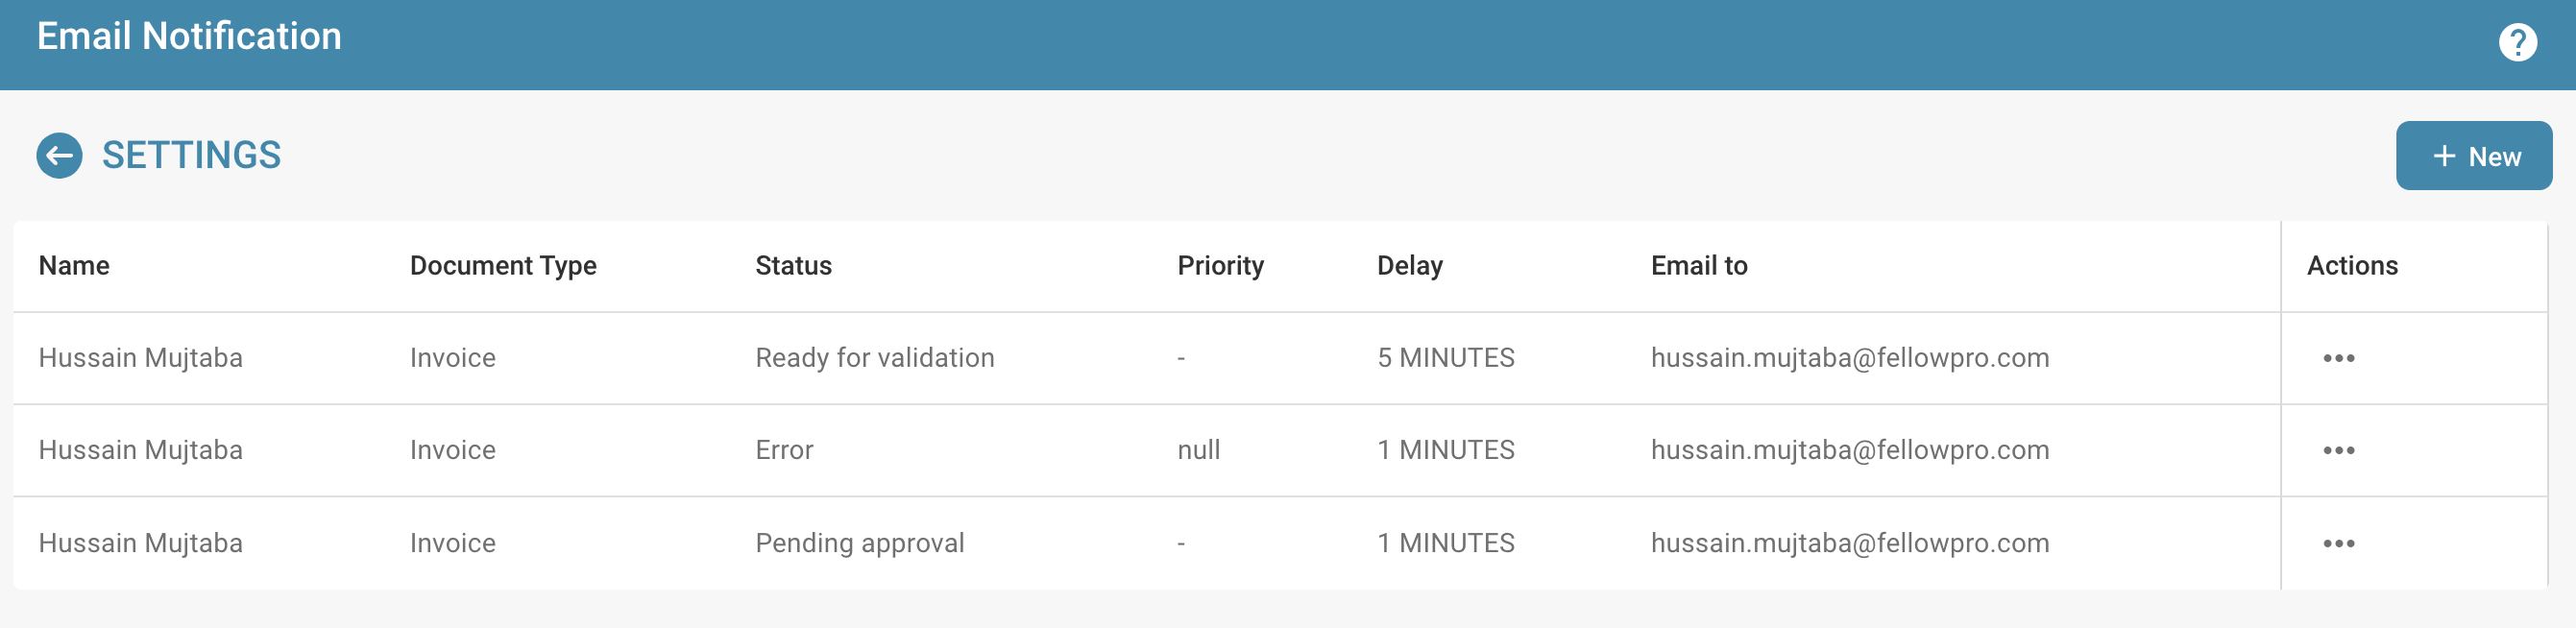 Email Notification
?
SETTINGS
+ New
Name Document Type Status Priority Delay Email to Actions
Hussain Mujtaba Invoice Ready for validation - 5 MINUTES hussain.mujtaba@fellowpro.com •••
Hussain Mujtaba Invoice Error null 1 MINUTES hussain.mujtaba@fellowpro.com •••
Hussain Mujtaba Invoice Pending approval - 1 MINUTES hussain.mujtaba@fellowpro.com •••